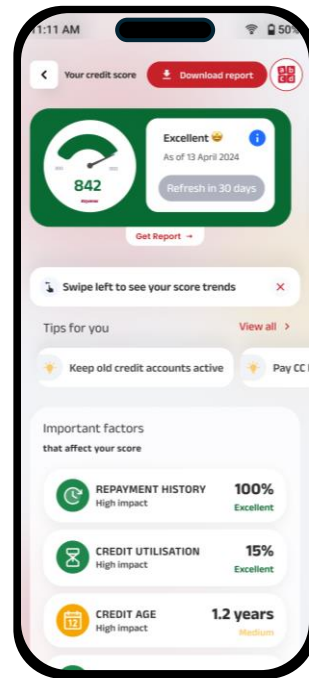 11:11 AM 50%
Your credit score Download report
a b
c d
Excellent
As of 13 April 2024
842
Refresh in 30 days
Get Report →
Swipe left to see your score trends ×
Tips for you View all >
Keep old credit accounts active Pay CC
Important factors
that affect your score
REPAYMENT HISTORY 100%
High impact Excellent
CREDIT UTILISATION 15%
High impact Excellent
12 CREDIT AGE 1.2 years
High impact Medium